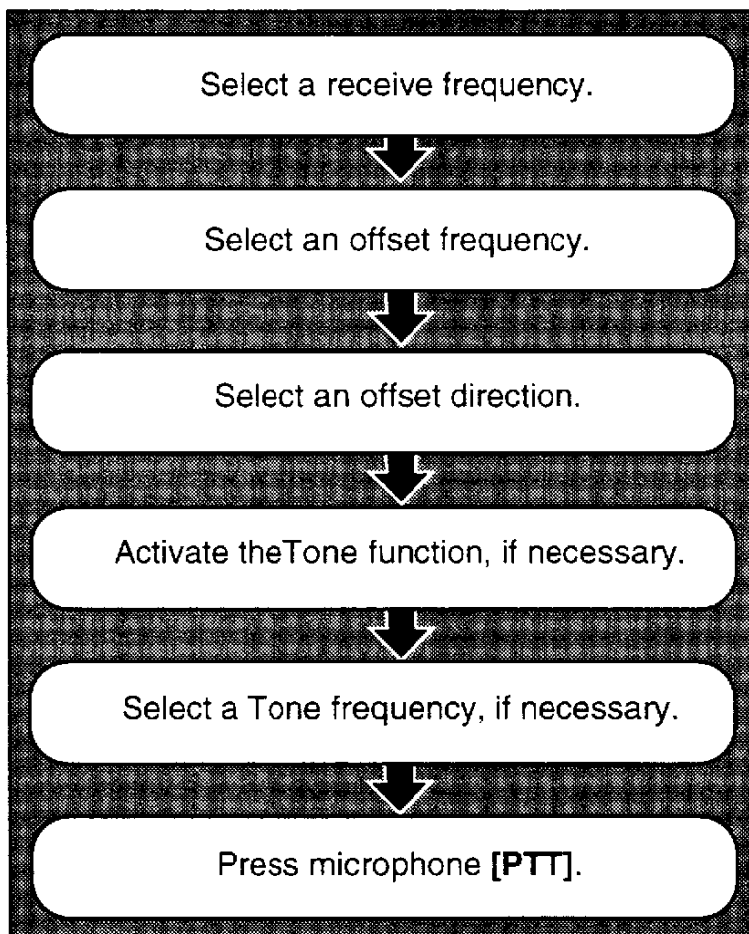 Select a receive frequency.
Select an offset frequency.
Select an offset direction.
Activate theTone function, if necessary.
Select a Tone frequency, if necessary.
Press microphone [PTT].